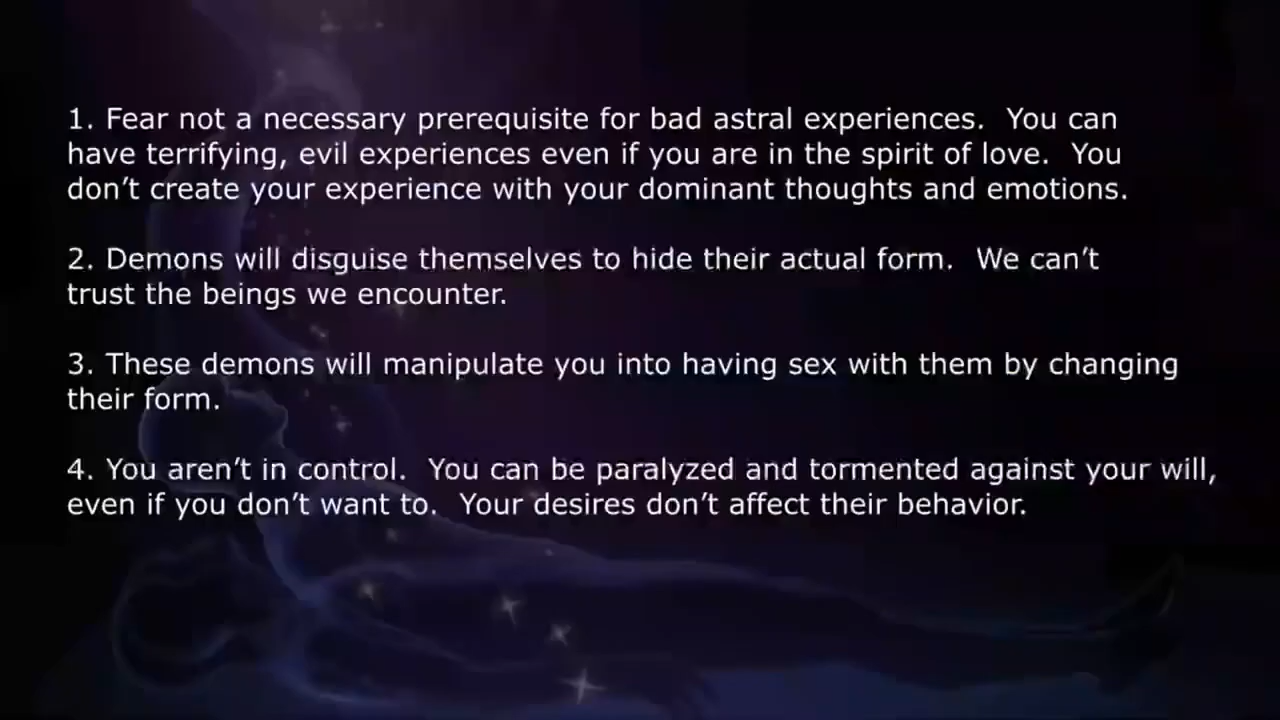 1. Fear not a necessary prerequisite for bad astral experiences.  You can
have terrifying, evil experiences even if you are in the spirit of love.  You
don’t create your experience with your dominant thoughts and emotions.
2. Demons will disguise themselves to hide their actual form.  We can’t
trust the beings we encounter.
3. These demons will manipulate you into having sex with them by changing
their form.
4. You aren’t in control.  You can be paralyzed and tormented against your will,
even if you don’t want to.  Your desires don’t affect their behavior.